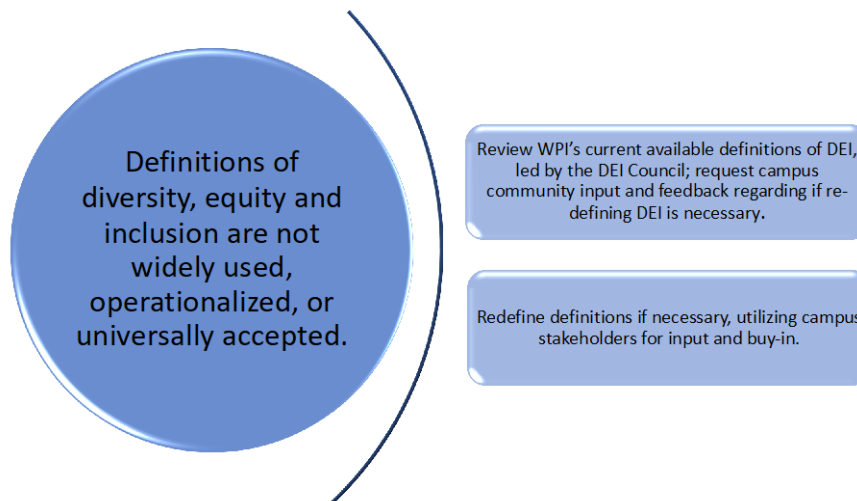 Definitions of
diversity, equity and
inclusion are not
widely used,
operationalized, or
universally accepted.
Review WPI's current available definitions of DEI,
led by the DEI Council; request campus
community input and feedback regarding if re-
defining DEI is necessary.
Redefine definitions if necessary, utilizing campus
stakeholders for input and buy-in.